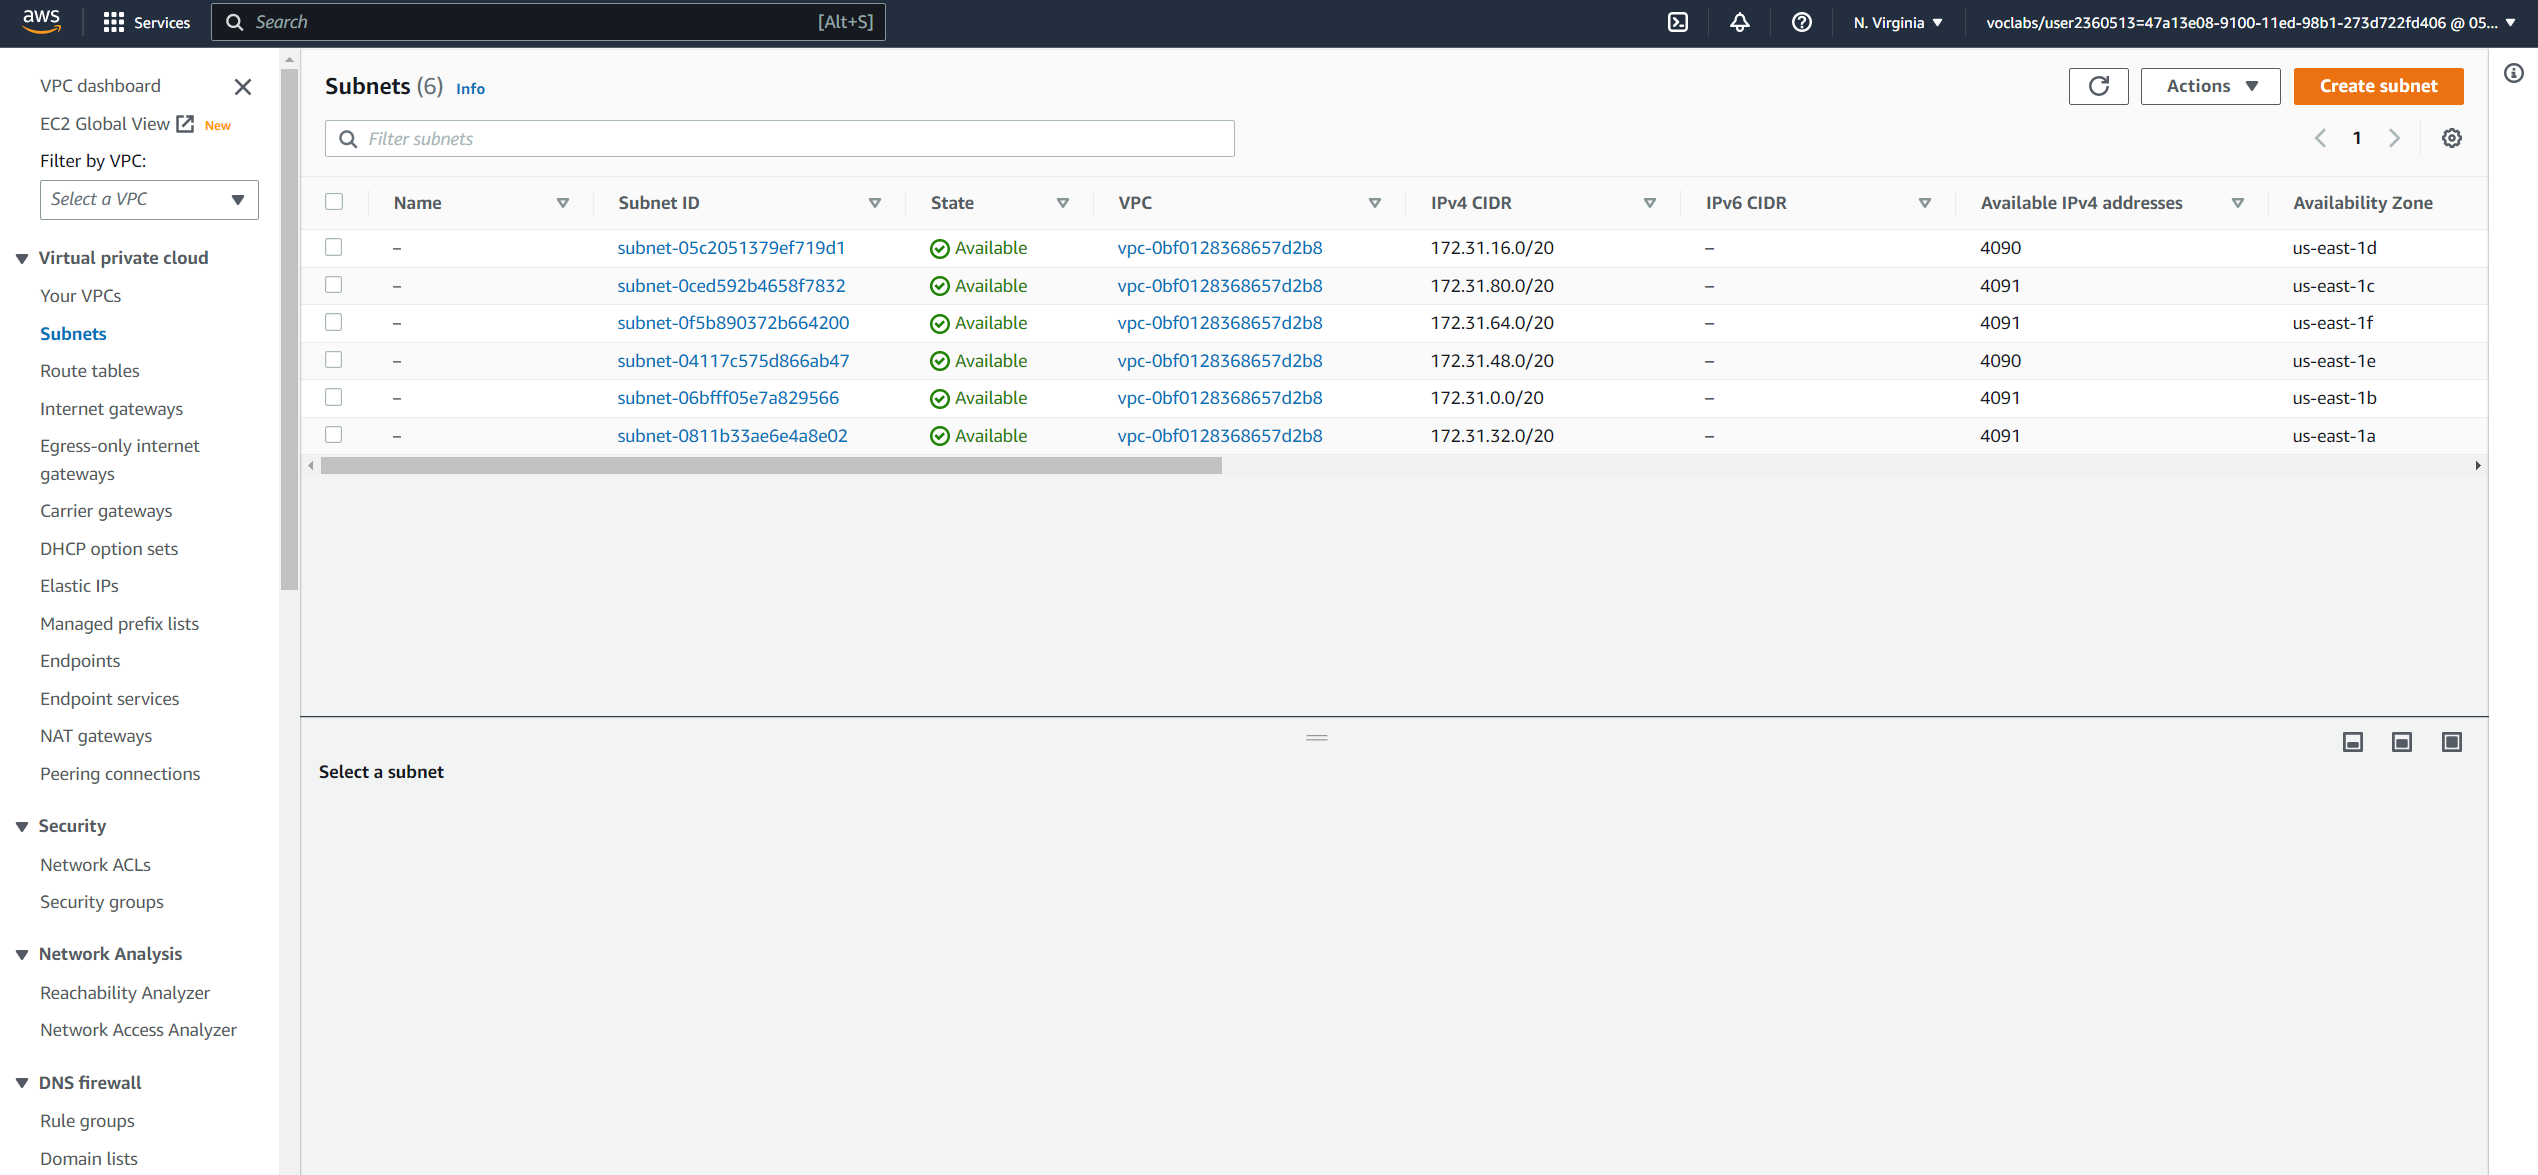 aws Services Search [Alt+S] N. Virginia voclabs/user2360513=47a13e08-9100-11ed-98b1-273d722fd406 @ 05...
VPC dashboard
EC2 Global View New
Filter by VPC:
Select a VPC
Virtual private cloud
Your VPCs
Subnets
Route tables
Internet gateways
Egress-only internet
gateways
Carrier gateways
DHCP option sets
Elastic IPs
Managed prefix lists
Endpoints
Endpoint services
NAT gateways
Peering connections
Security
Network ACLs
Security groups
Network Analysis
Reachability Analyzer
Network Access Analyzer
DNS firewall
Rule groups
Domain lists
Subnets (6) Info Actions Create subnet
Filter subnets 1
Name Subnet ID State VPC IPv4 CIDR IPv6 CIDR Available IPv4 addresses Availability Zone
– subnet-05c2051379ef719d1 Available vpc-0bf0128368657d2b8 172.31.16.0/20 – 4090 us-east-1d
– subnet-0ced592b4658f7832 Available vpc-0bf0128368657d2b8 172.31.80.0/20 – 4091 us-east-1c
– subnet-0f5b890372b664200 Available vpc-0bf0128368657d2b8 172.31.64.0/20 – 4091 us-east-1f
– subnet-04117c575d866ab47 Available vpc-0bf0128368657d2b8 172.31.48.0/20 – 4090 us-east-1e
– subnet-06bfff05e7a829566 Available vpc-0bf0128368657d2b8 172.31.0.0/20 – 4091 us-east-1b
– subnet-0811b33ae6e4a8e02 Available vpc-0bf0128368657d2b8 172.31.32.0/20 – 4091 us-east-1a
Select a subnet